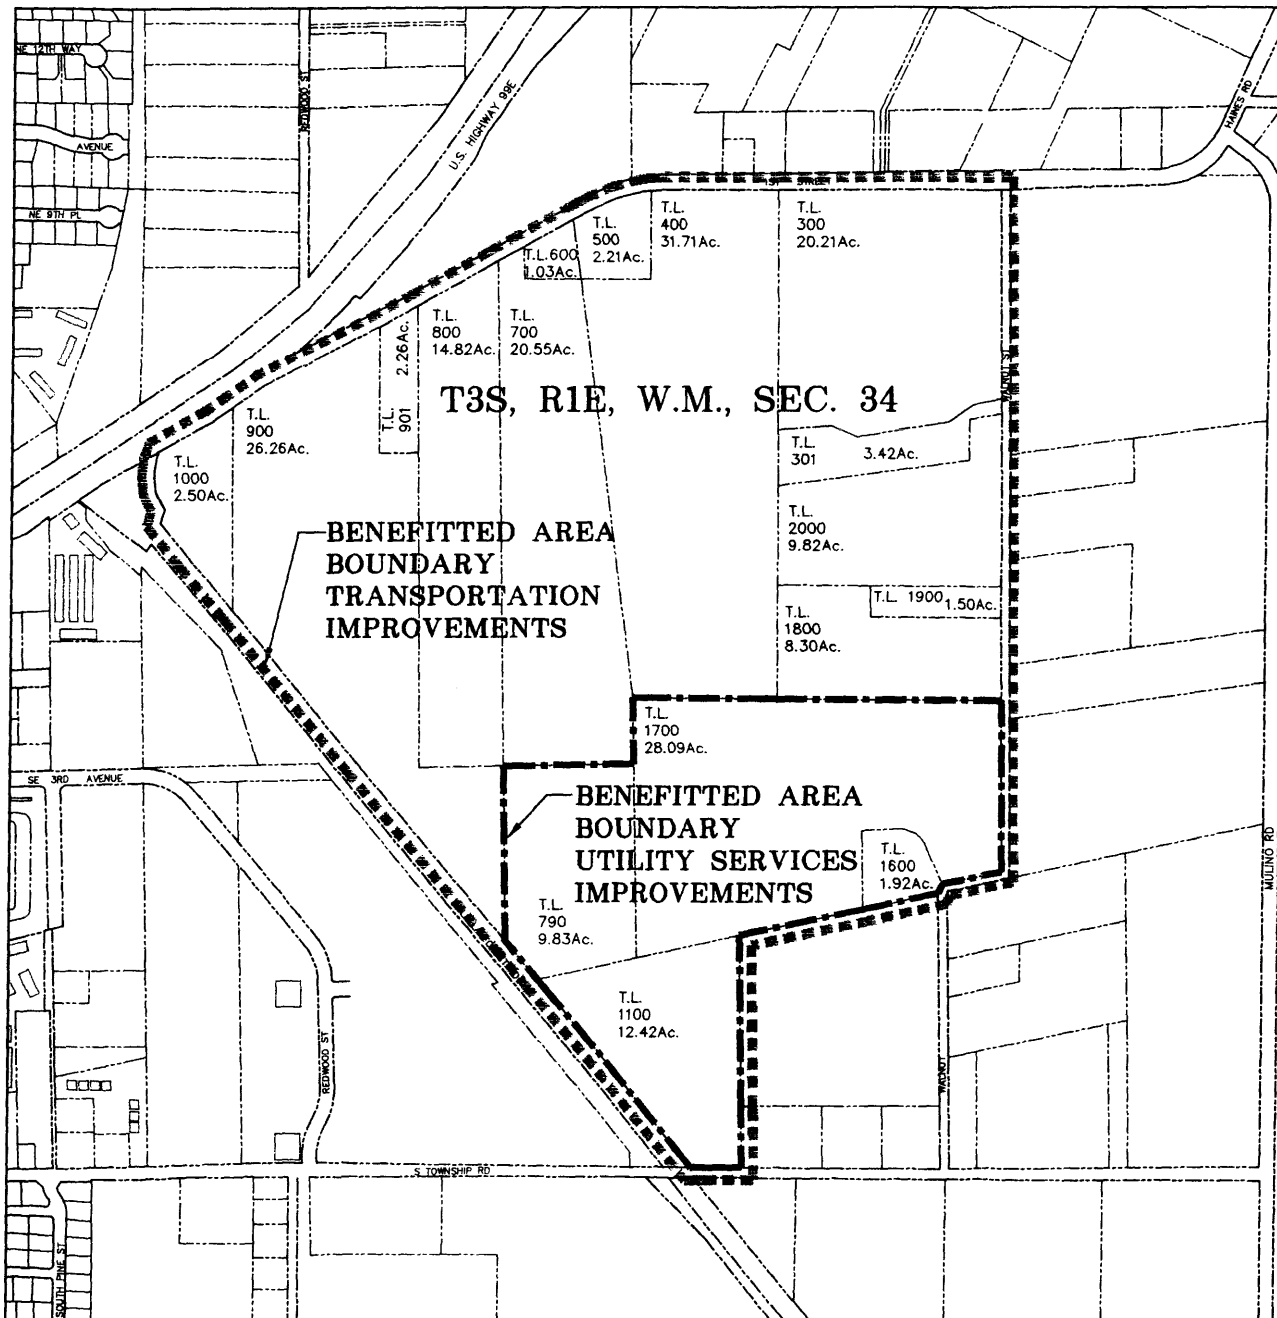 NE 12TH WAY
AVENUE
NE 9TH PL
REDWOOD ST
U.S. HIGHWAY 99E
HAINES RD
1ST STREET
T.L.
500
2.21Ac.
T.L.
400
31.71Ac.
T.L.
300
20.21Ac.
T.L.600
1.03Ac.
T.L.
800
14.82Ac.
T.L.
700
20.55Ac.
T.L.
901
2.26Ac.
T3S, R1E, W.M., SEC. 34
WALNUT ST
T.L.
900
26.26Ac.
T.L.
1000
2.50Ac.
T.L.
301
3.42Ac.
T.L.
2000
9.82Ac.
BENEFITTED AREA
BOUNDARY
TRANSPORTATION
IMPROVEMENTS
T.L. 1900
1.50Ac.
T.L.
1800
8.30Ac.
T.L.
1700
28.09Ac.
SE 3RD AVENUE
BENEFITTED AREA
BOUNDARY
UTILITY SERVICES
IMPROVEMENTS
T.L.
1600
1.92Ac.
MULINO RD
T.L.
790
9.83Ac.
T.L.
1100
12.42Ac.
REDWOOD ST
WALNUT
S TOWNSHIP RD
SOUTH PINE ST